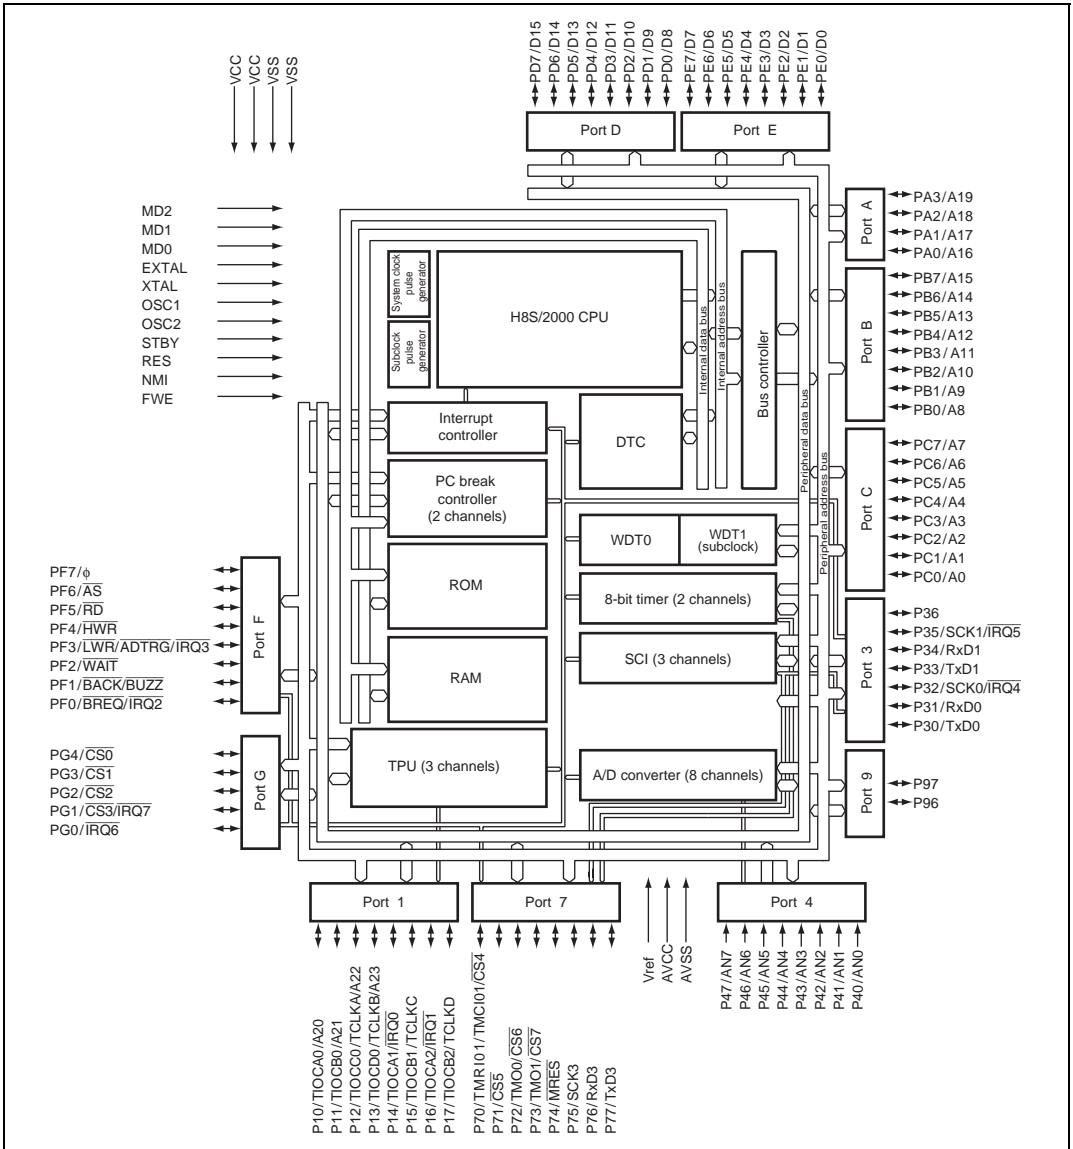 VCC
VCC
VSS
VSS
PD7/D15
PD6/D14
PD5/D13
PD4/D12
PD3/D11
PD2/D10
PD1/D9
PD0/D8
PE7/D7
PE6/D6
PE5/D5
PE4/D4
PE3/D3
PE2/D2
PE1/D1
PE0/D0
Port D
Port E
MD2
MD1
MD0
EXTAL
XTAL
OSC1
OSC2
STBY
RES
NMI
FWE
System clock
pulse
generator
Subclock
pulse
generator
H8S/2000 CPU
Internal data bus
Internal address bus
Bus controller
Peripheral data bus
Peripheral address bus
Port A
PA3/A19
PA2/A18
PA1/A17
PA0/A16
Port B
PB7/A15
PB6/A14
PB5/A13
PB4/A12
PB3/A11
PB2/A10
PB1/A9
PB0/A8
Interrupt
controller
DTC
PC break
controller
(2 channels)
Port C
PC7/A7
PC6/A6
PC5/A5
PC4/A4
PC3/A3
PC2/A2
PC1/A1
PC0/A0
WDT0
WDT1
(subclock)
ROM
8-bit timer (2 channels)
RAM
SCI (3 channels)
Port 3
P36
P35/SCK1/IRQ5
P34/RxD1
P33/TxD1
P32/SCK0/IRQ4
P31/RxD0
P30/TxD0
PF7/ϕ
PF6/AS
PF5/RD
PF4/HWR
PF3/LWR/ADTRG/IRQ3
PF2/WAIT
PF1/BACK/BUZZ
PF0/BREQ/IRQ2
Port F
PG4/CS0
PG3/CS1
PG2/CS2
PG1/CS3/IRQ7
PG0/IRQ6
Port G
TPU (3 channels)
A/D converter (8 channels)
Port 9
P97
P96
Port 1
Port 7
Port 4
P10/TIOCA0/A20
P11/TIOCB0/A21
P12/TIOCC0/TCLKA/A22
P13/TIOCD0/TCLKB/A23
P14/TIOCA1/IRQ0
P15/TIOCB1/TCLKC
P16/TIOCA2/IRQ1
P17/TIOCB2/TCLKD
P70/TMRI01/TMCI01/CS4
P71/CS5
P72/TMO0/CS6
P73/TMO1/CS7
P74/MRES
P75/SCK3
P76/RxD3
P77/TxD3
Vref
AVCC
AVSS
P47/AN7
P46/AN6
P45/AN5
P44/AN4
P43/AN3
P42/AN2
P41/AN1
P40/AN0